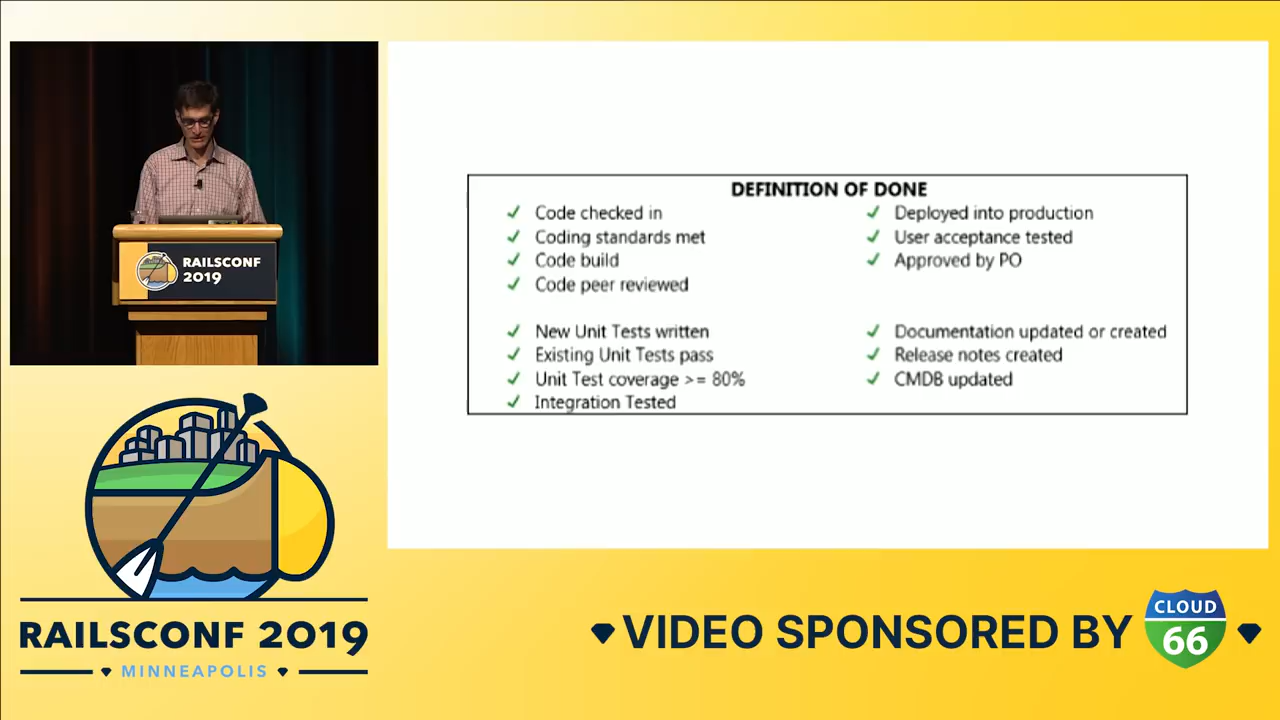 RAILSCONF
2019
DEFINITION OF DONE
Code checked in
Coding standards met
Code build
Code peer reviewed
New Unit Tests written
Existing Unit Tests pass
Unit Test coverage >= 80%
Integration Tested
Deployed into production
User acceptance tested
Approved by PO
Documentation updated or created
Release notes created
CMDB updated
RAILSCONF 2019
MINNEAPOLIS
VIDEO SPONSORED BY
CLOUD
66